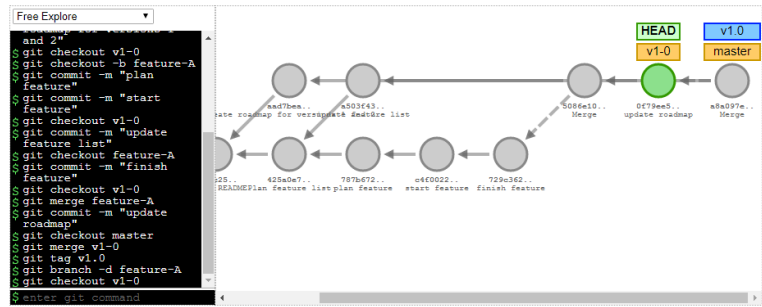 Free Explore
roadmap for versions 1
and 2"
$ git checkout v1-0
$ git checkout -b feature-A
$ git commit -m "plan
feature"
$ git commit -m "start
feature"
$ git checkout v1-0
$ git commit -m "update
feature list"
$ git checkout feature-A
$ git commit -m "finish
feature"
$ git checkout v1-0
$ git merge feature-A
$ git commit -m "update
roadmap"
$ git checkout master
$ git merge v1-0
$ git tag v1.0
$ git branch -d feature-A
$ git checkout v1-0
$ enter git command
HEAD
v1.0
v1-0
master
aad7bea..
a503f43..
5086e10..
Merge
0f79ee5..
update roadmap
a8a097e..
Merge
425a0e7..
Plan feature list
787b672..
plan feature
c4f0022..
start feature
729c362..
finish feature
README